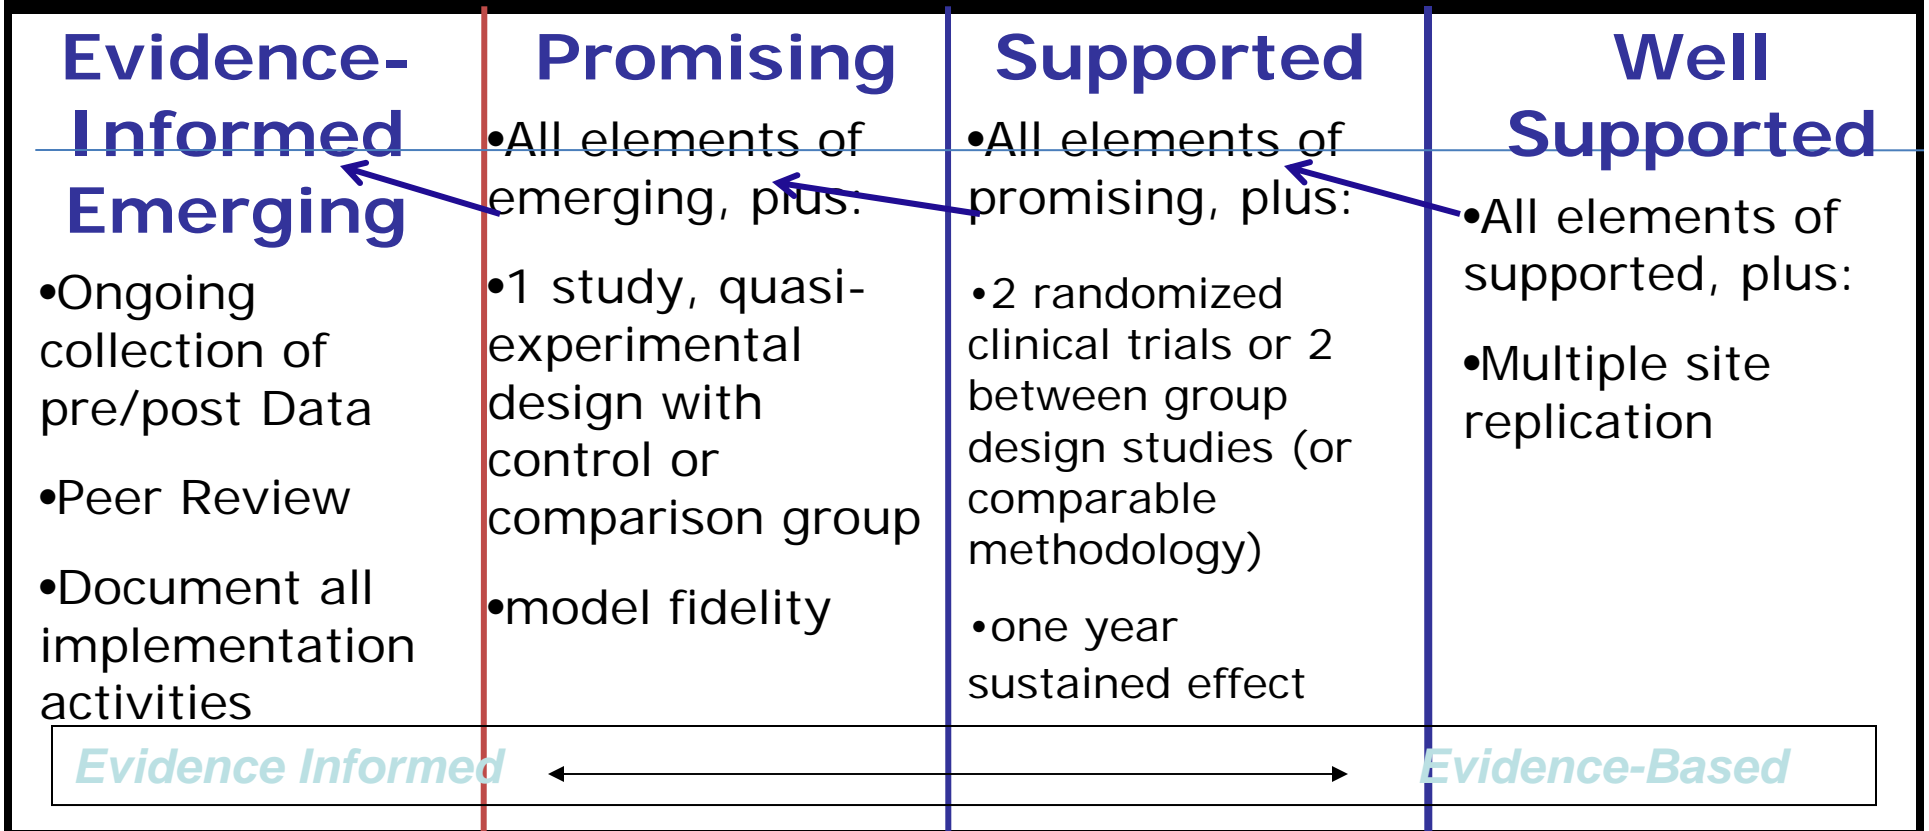 Evidence-
Informed
Emerging
•Ongoing
collection of
pre/post Data
•Peer Review
•Document all
implementation
activities
Promising
•All elements of
emerging, plus:
•1 study, quasi-
experimental
design with
control or
comparison group
•model fidelity
Supported
•All elements of
promising, plus:
•2 randomized
clinical trials or 2
between group
design studies (or
comparable
methodology)
•one year
sustained effect
Well
Supported
•All elements of
supported, plus:
•Multiple site
replication
Evidence Informed
Evidence-Based